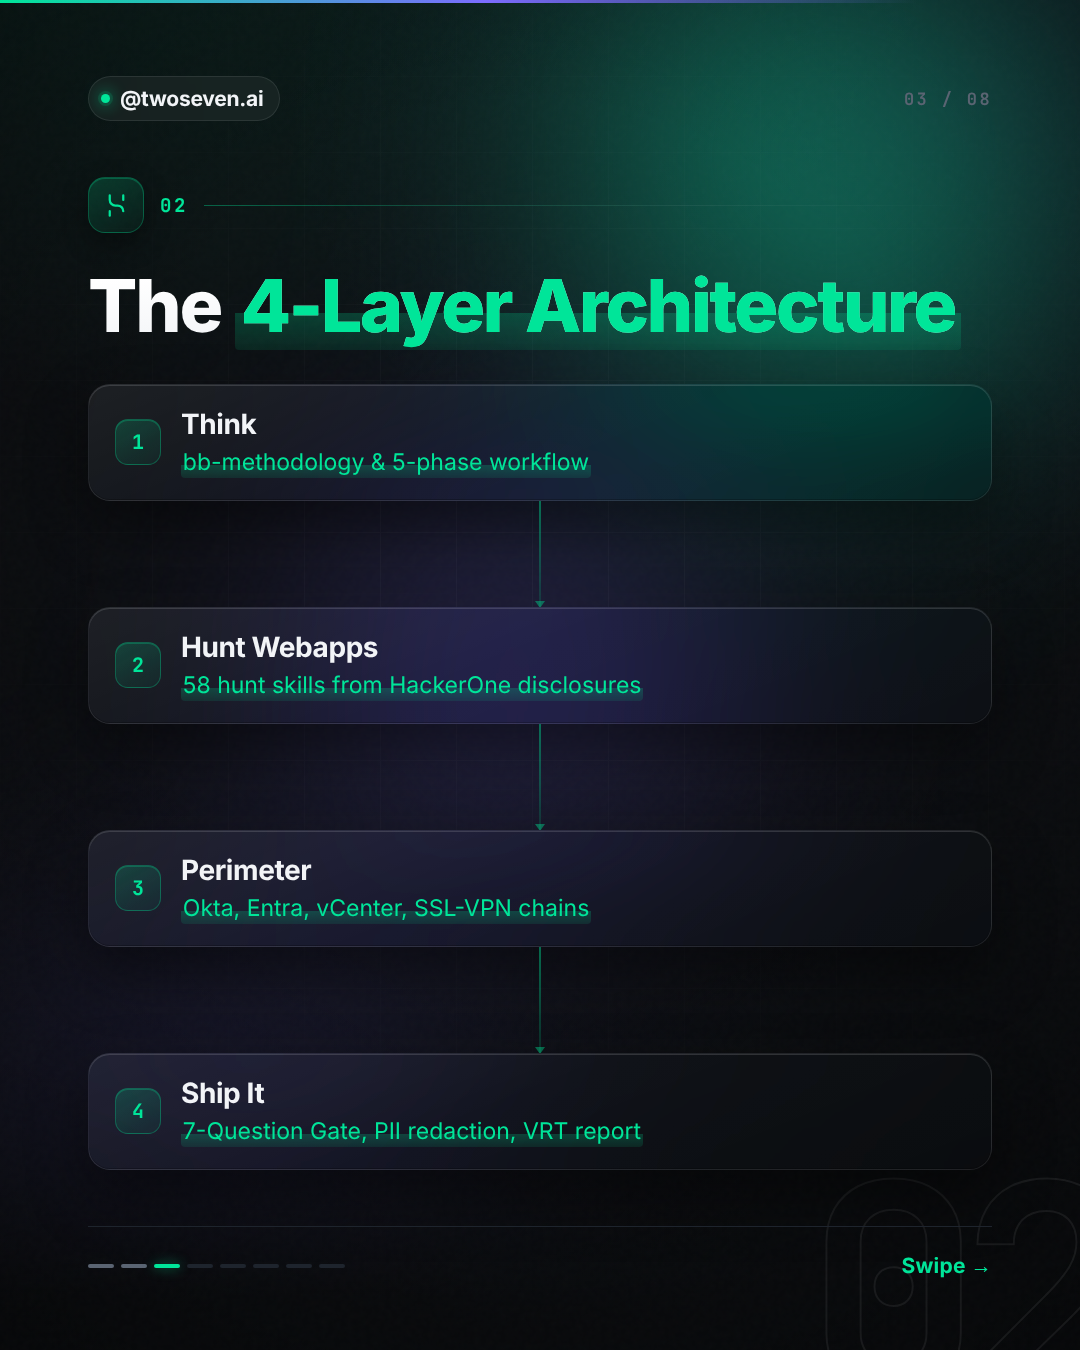 @twoseven.ai
03 / 08
02
The 4-Layer Architecture
1
Think
bb-methodology & 5-phase workflow
2
Hunt Webapps
58 hunt skills from HackerOne disclosures
3
Perimeter
Okta, Entra, vCenter, SSL-VPN chains
4
Ship It
7-Question Gate, PII redaction, VRT report
02
Swipe →